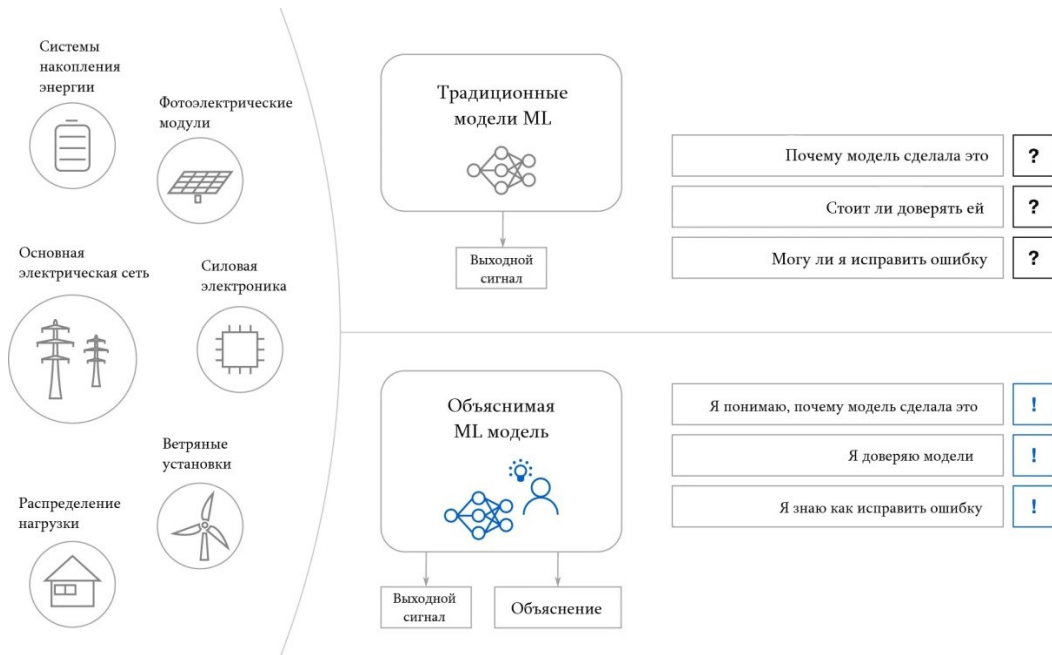 Системы
накопления
энергии
Фотоэлектрические
модули
Основная
электрическая сеть
Силовая
электроника
Ветряные
установки
Распределение
нагрузки
Традиционные
модели ML
Выходной
сигнал
Почему модель сделала это
?
Стоит ли доверять ей
?
Могу ли я исправить ошибку
?
Объяснимая
ML модель
Выходной
сигнал
Объяснение
Я понимаю, почему модель сделала это
!
Я доверяю модели
!
Я знаю как исправить ошибку
!